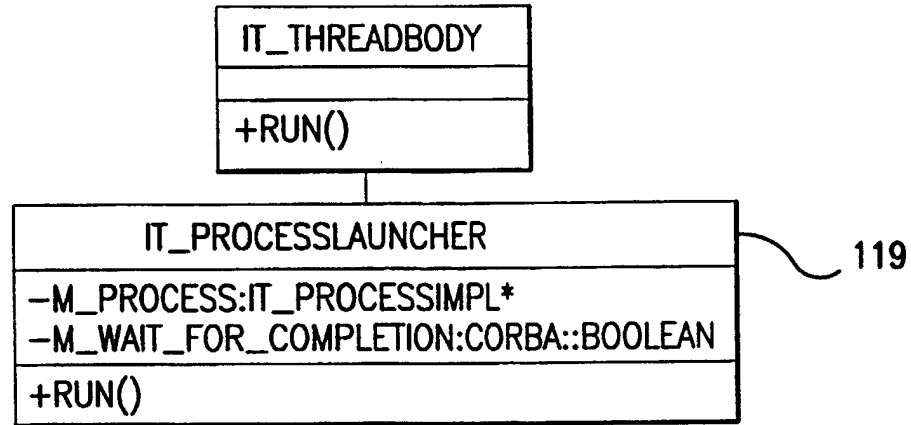 IT_THREADBODY
+RUN()
IT_PROCESSLAUNCHER
119
-M_PROCESS:IT_PROCESSIMPL*
-M_WAIT_FOR_COMPLETION:CORBA::BOOLEAN
+RUN()